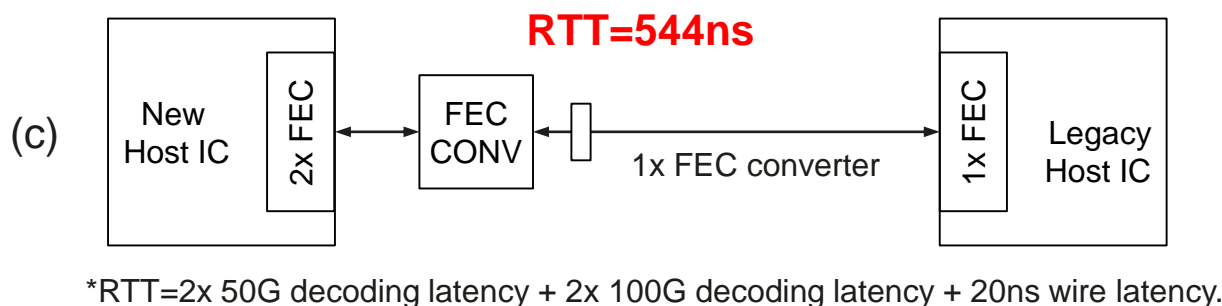 RTT=544ns
(c)
New
Host IC
2x FEC
FEC
CONV
1x FEC converter
1x FEC
Legacy
Host IC
*RTT=2x 50G decoding latency + 2x 100G decoding latency + 20ns wire latency